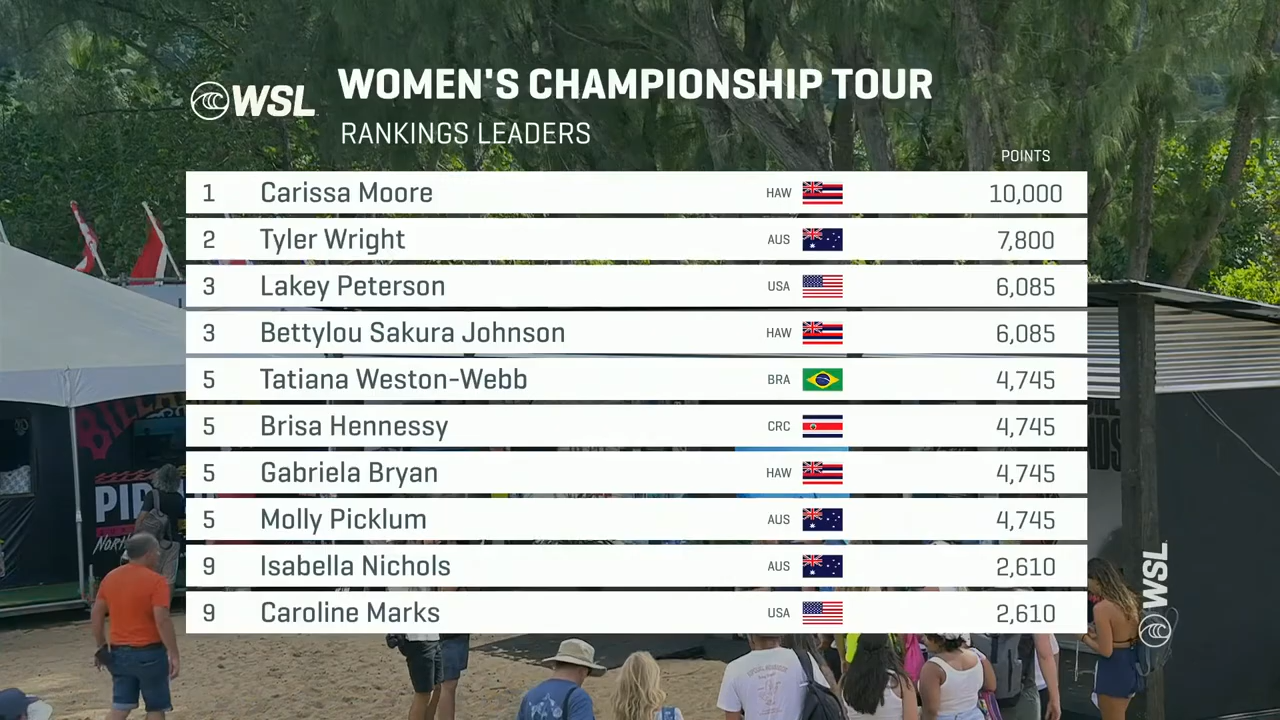 WSL
WOMEN'S CHAMPIONSHIP TOUR
RANKINGS LEADERS
POINTS
1 Carissa Moore HAW 10,000
2 Tyler Wright AUS 7,800
3 Lakey Peterson USA 6,085
3 Bettylou Sakura Johnson HAW 6,085
5 Tatiana Weston-Webb BRA 4,745
5 Brisa Hennessy CRC 4,745
5 Gabriela Bryan HAW 4,745
5 Molly Picklum AUS 4,745
9 Isabella Nichols AUS 2,610
9 Caroline Marks USA 2,610
WSL